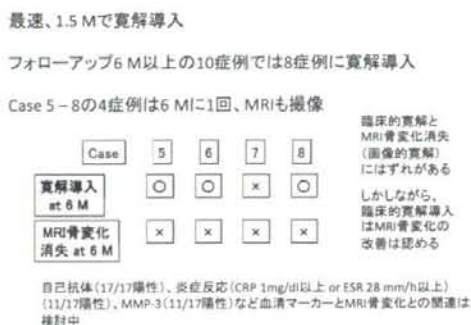 最速、1.5 Mで寛解導入
フォローアップ6 M以上の10症例では8症例に寛解導入
Case 5 – 8の4症例は6 Mに1回、MRIも撮像
Case 5 6 7 8
寛解導入
at 6 M
○ ○ × ○
MRI骨変化
消失 at 6 M
× × × ×
臨床的寛解と
MRI骨変化消失
(画像的寛解)
にはずれがある
しかしながら、
臨床的寛解導入
はMRI骨変化の
改善は認める
自己抗体(17/17陽性)、炎症反応(CRP 1mg/dl以上 or ESR 28 mm/h以上)
(11/17陽性)、MMP-3(11/17陽性)など血清マーカーとMRI骨変化との関連は
検討中